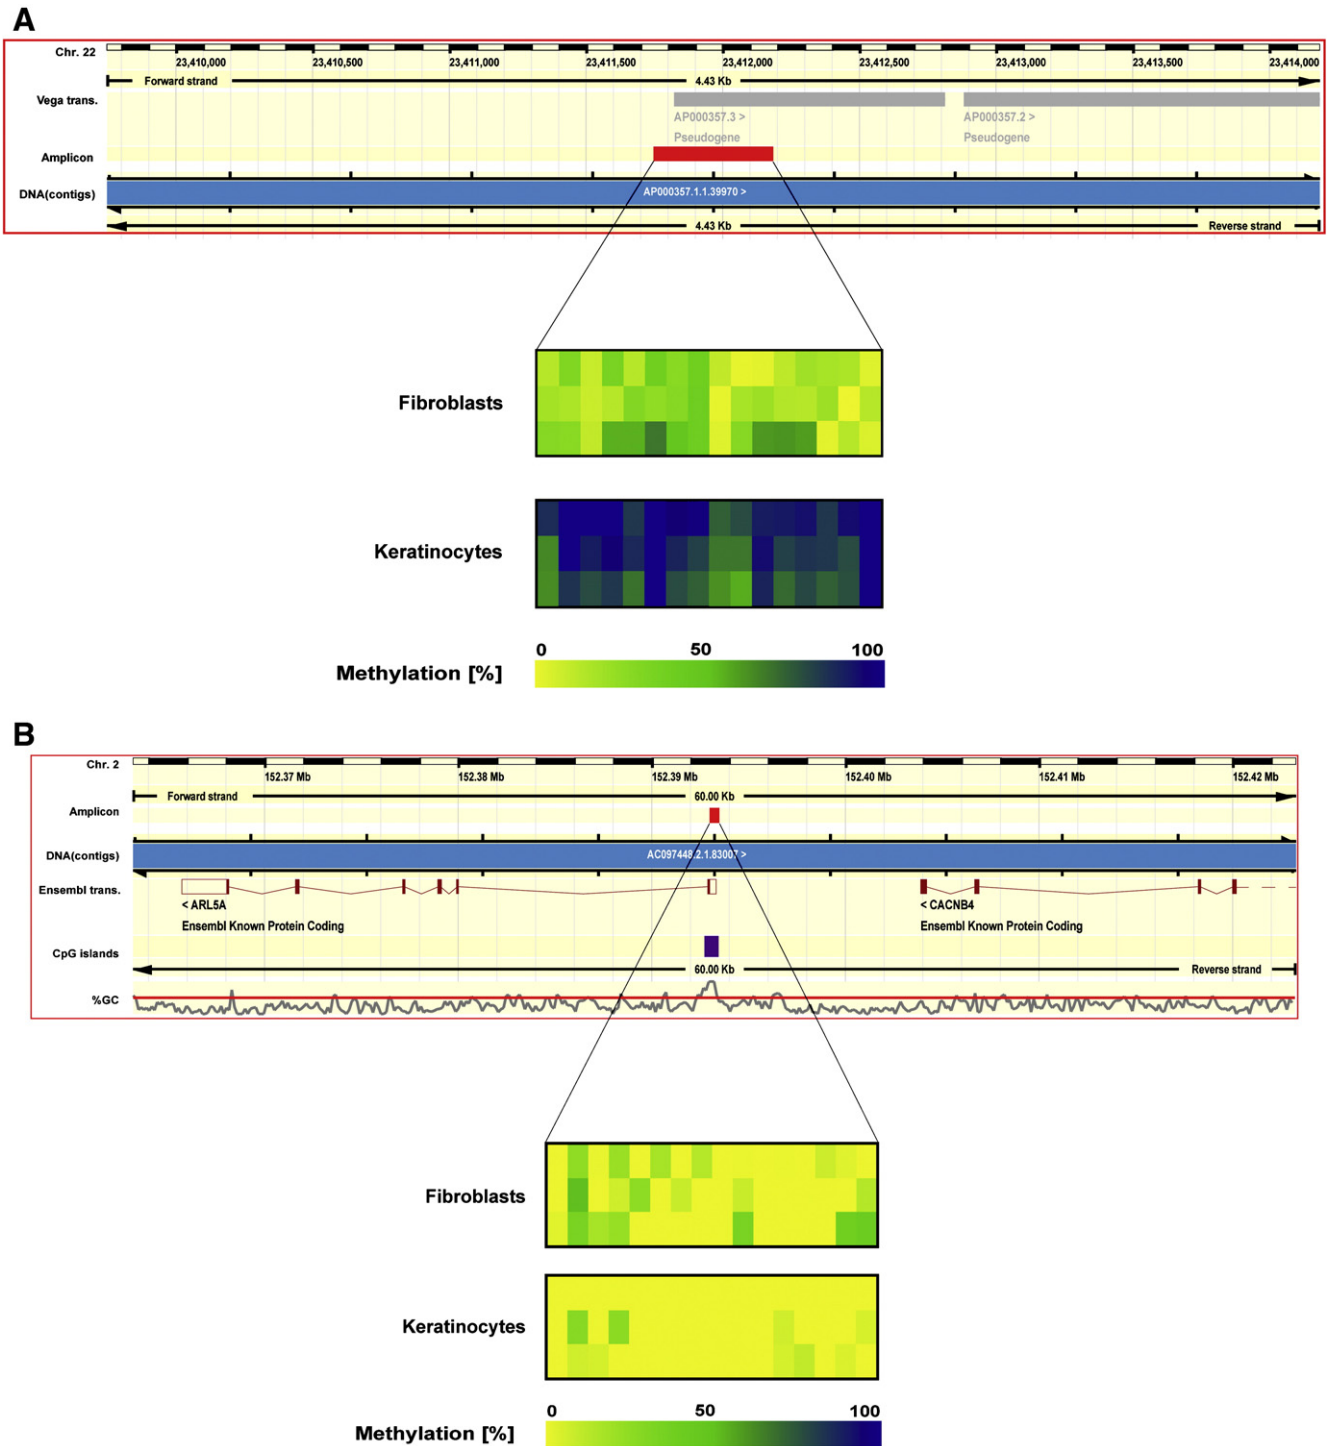 A
Chr. 22
23,410,000 23,410,500 23,411,000 23,411,500 23,412,000 23,412,500 23,413,000 23,413,500 23,414,000
Forward strand 4.43 Kb
Vega trans.
AP000357.3 > AP000357.2 >
Pseudogene Pseudogene
Amplicon
DNA(contigs) AP000357.1.1.39970 >
4.43 Kb Reverse strand
Fibroblasts
Keratinocytes
0 50 100
Methylation [%]
B
Chr. 2
152.37 Mb 152.38 Mb 152.39 Mb 152.40 Mb 152.41 Mb 152.42 Mb
Forward strand 60.00 Kb
Amplicon
DNA(contigs) AC097448.2.1.83007 >
Ensembl trans.
< ARL5A < CACNB4
Ensembl Known Protein Coding Ensembl Known Protein Coding
CpG islands
60.00 Kb Reverse strand
%GC
Fibroblasts
Keratinocytes
0 50 100
Methylation [%]